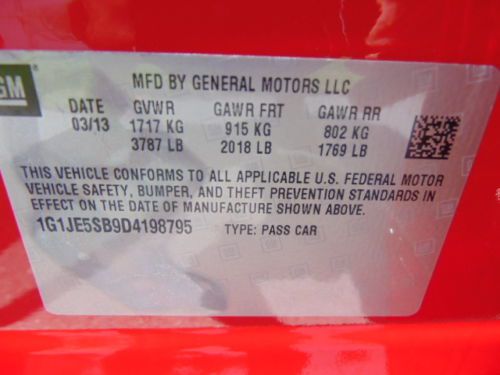 GM
MFD BY GENERAL MOTORS LLC
DATE GVWR GAWR FRT GAWR RR
03/13 1717 KG 915 KG 802 KG
3787 LB 2018 LB 1769 LB
THIS VEHICLE CONFORMS TO ALL APPLICABLE U.S. FEDERAL MOTOR
VEHICLE SAFETY, BUMPER, AND THEFT PREVENTION STANDARDS IN
EFFECT ON THE DATE OF MANUFACTURE SHOWN ABOVE.
1G1JE5SB9D4198795 TYPE: PASS CAR